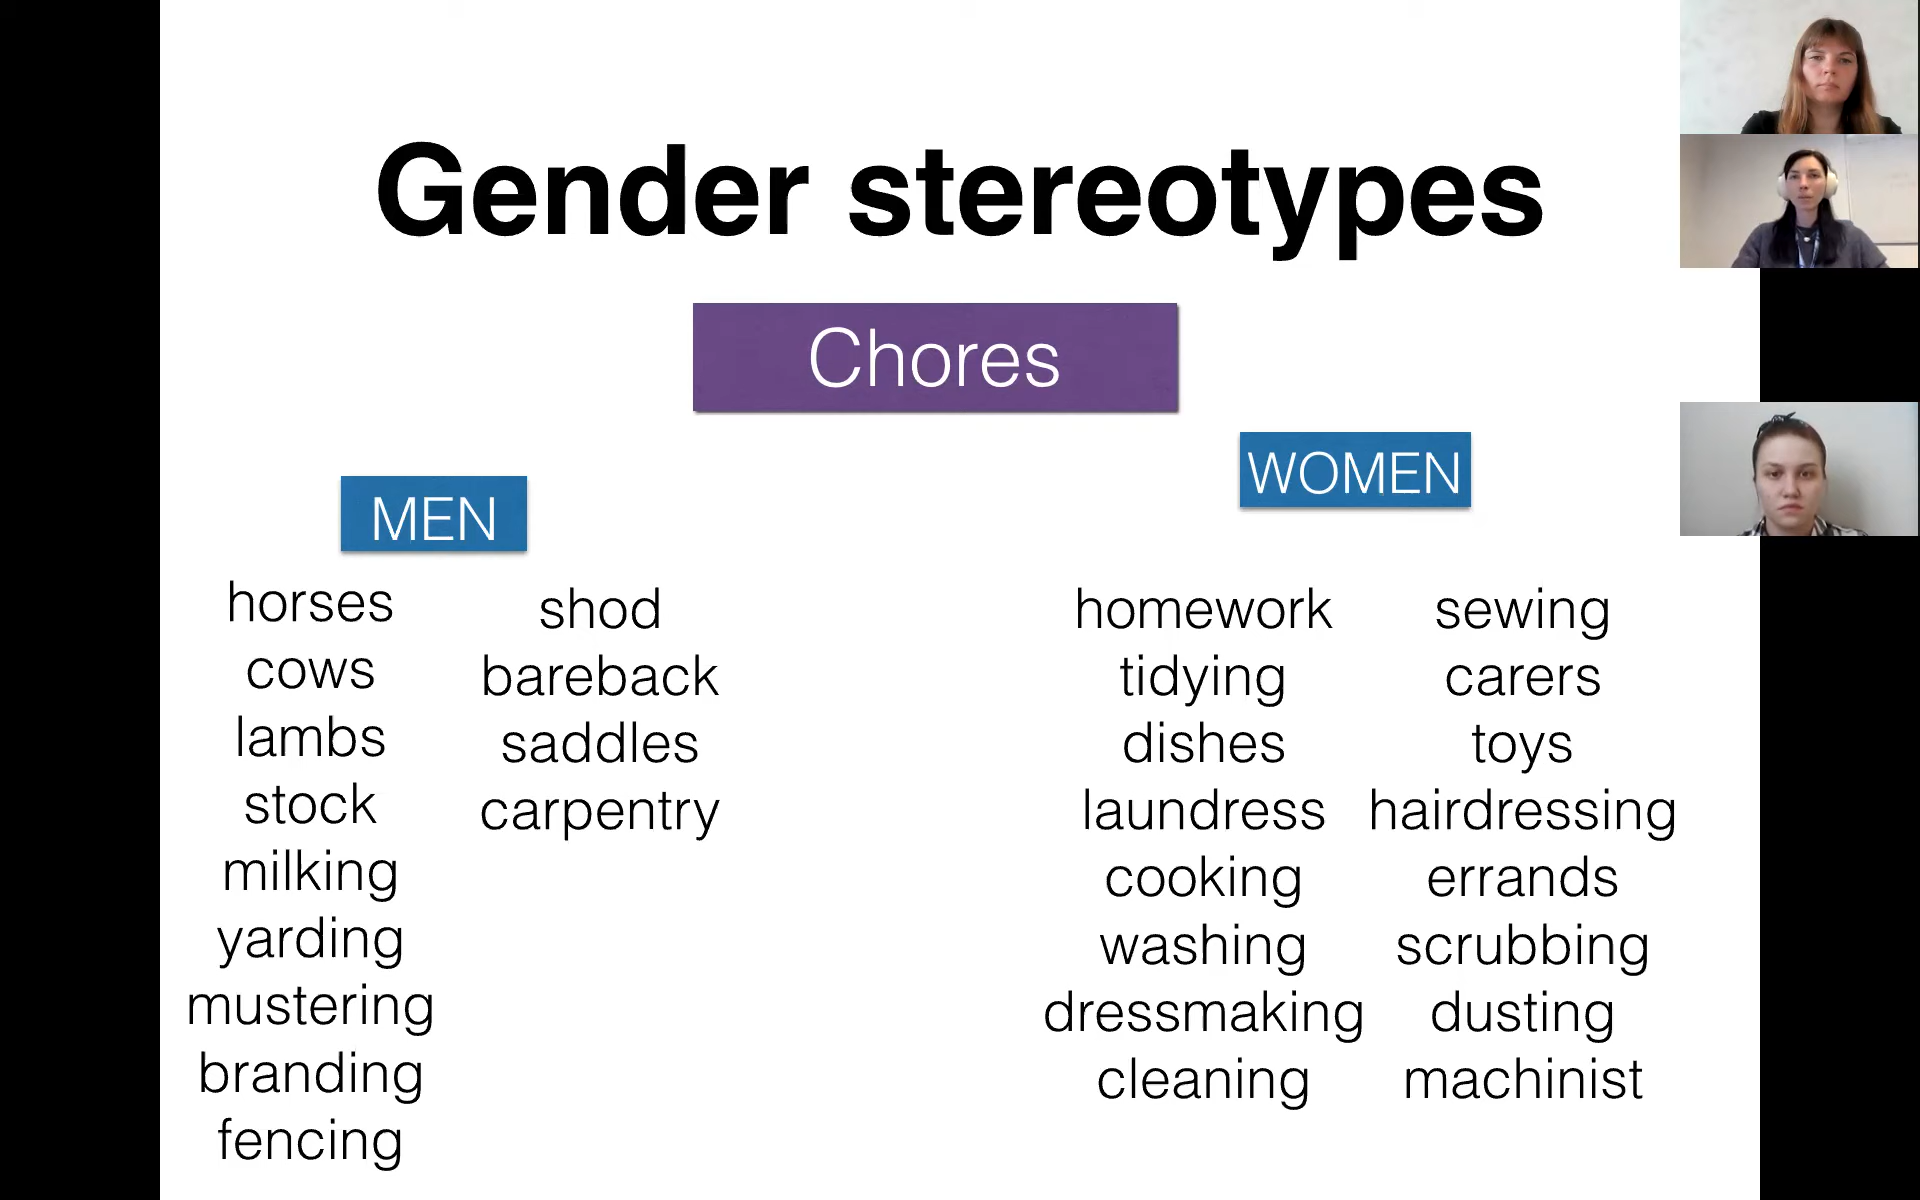 Gender stereotypes
Chores
MEN
horses
cows
lambs
stock
milking
yarding
mustering
branding
fencing
shod
bareback
saddles
carpentry
WOMEN
homework
tidying
dishes
laundress
cooking
washing
dressmaking
cleaning
sewing
carers
toys
hairdressing
errands
scrubbing
dusting
machinist